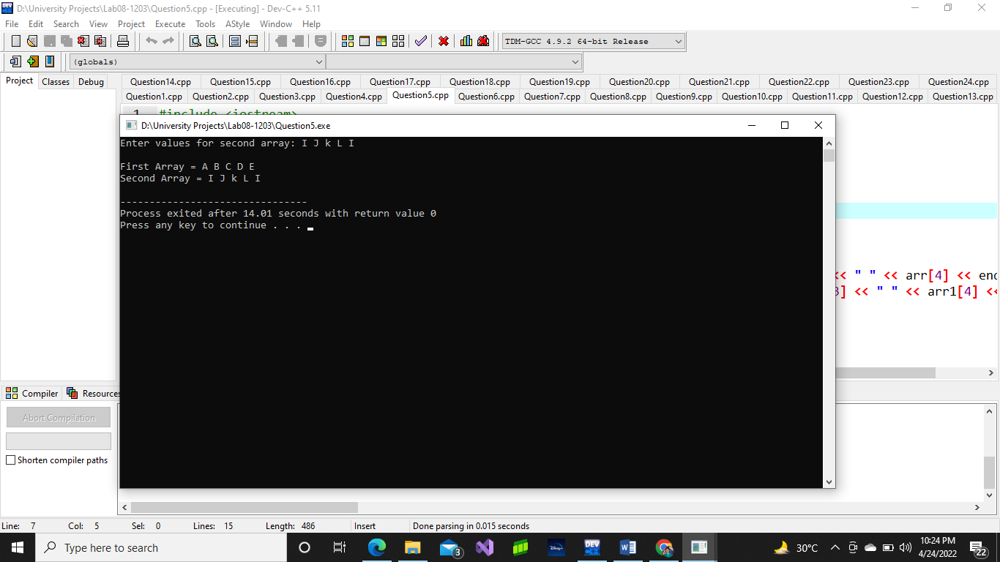 D:\University Projects\Lab08-1203\Question5.cpp - [Executing] - Dev-C++ 5.11
File Edit Search View Project Execute Tools AStyle Window Help
TDM-GCC 4.9.2 64-bit Release
(globals)
Project Classes Debug
Question14.cpp Question15.cpp Question16.cpp Question17.cpp Question18.cpp Question19.cpp Question20.cpp Question21.cpp Question22.cpp Question23.cpp Question24.cpp
Question1.cpp Question2.cpp Question3.cpp Question4.cpp Question5.cpp Question6.cpp Question7.cpp Question8.cpp Question9.cpp Question10.cpp Question11.cpp Question12.cpp Question13.cpp
1 #include <iostream>
D:\University Projects\Lab08-1203\Question5.exe
Enter values for second array: I J k L I
First Array = A B C D E
Second Array = I J k L I
--------------------------------
Process exited after 14.01 seconds with return value 0
Press any key to continue . . .
<< " " << arr[4] << end
3] << " " << arr1[4] <<
Compiler Resources
Abort Compilation
Shorten compiler paths
Line: 7 Col: 5 Sel: 0 Lines: 15 Length: 486 Insert Done parsing in 0.015 seconds
Type here to search
3
DEV
30°C
10:24 PM
4/24/2022
22